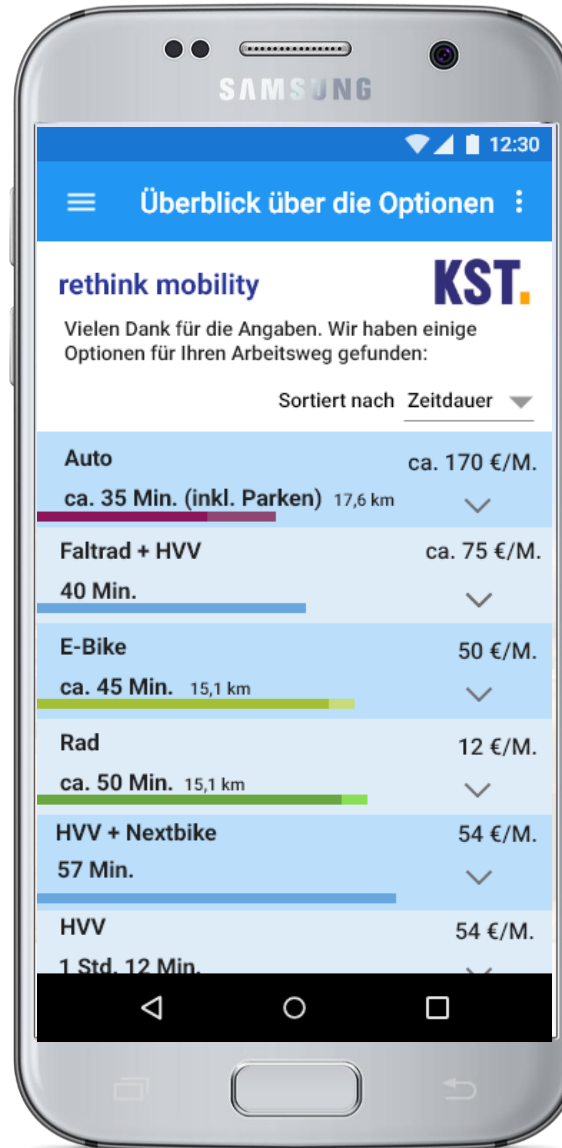 SAMSUNG
12:30
Überblick über die Optionen
rethink mobility
KST.
Vielen Dank für die Angaben. Wir haben einige
Optionen für Ihren Arbeitsweg gefunden:
Sortiert nach Zeitdauer
Auto ca. 170 €/M.
ca. 35 Min. (inkl. Parken) 17,6 km
Faltrad + HVV ca. 75 €/M.
40 Min.
E-Bike 50 €/M.
ca. 45 Min. 15,1 km
Rad 12 €/M.
ca. 50 Min. 15,1 km
HVV + Nextbike 54 €/M.
57 Min.
HVV 54 €/M.
1 Std. 12 Min.